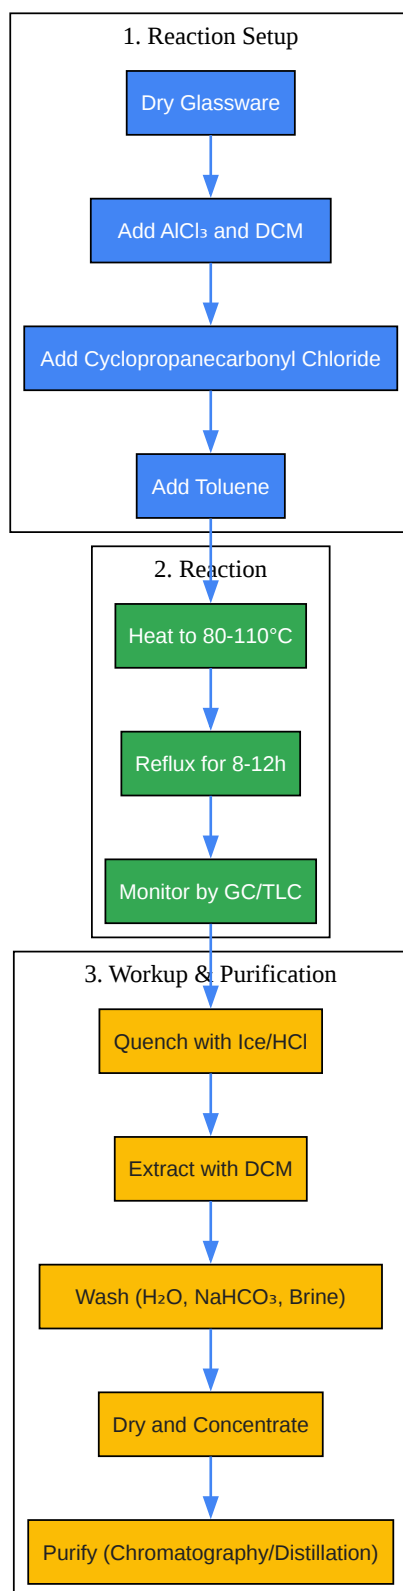 1. Reaction Setup
Dry Glassware
Add AlCl₃ and DCM
Add Cyclopropanecarbonyl Chloride
Add Toluene
2. Reaction
Heat to 80-110°C
Reflux for 8-12h
Monitor by GC/TLC
3. Workup & Purification
Quench with Ice/HCl
Extract with DCM
Wash (H₂O, NaHCO₃, Brine)
Dry and Concentrate
Purify (Chromatography/Distillation)